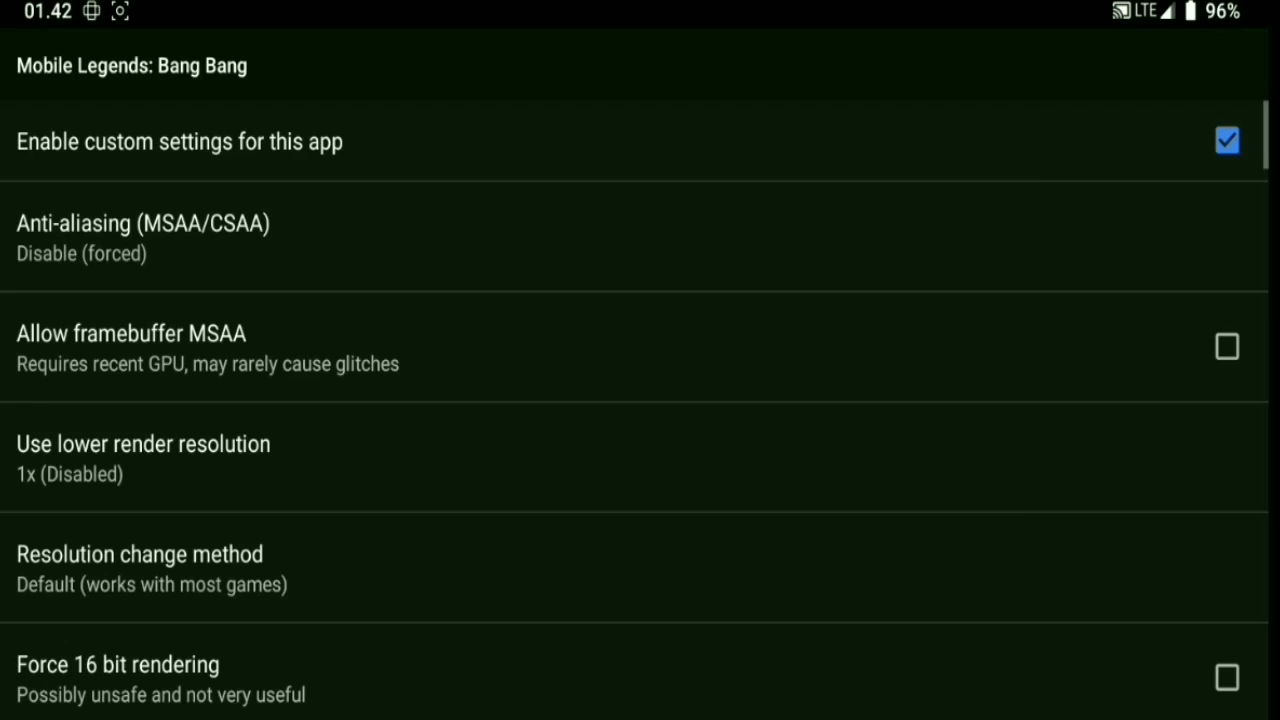 01.42 LTE 96%
Mobile Legends: Bang Bang
Enable custom settings for this app
Anti-aliasing (MSAA/CSAA)
Disable (forced)
Allow framebuffer MSAA
Requires recent GPU, may rarely cause glitches
Use lower render resolution
1x (Disabled)
Resolution change method
Default (works with most games)
Force 16 bit rendering
Possibly unsafe and not very useful